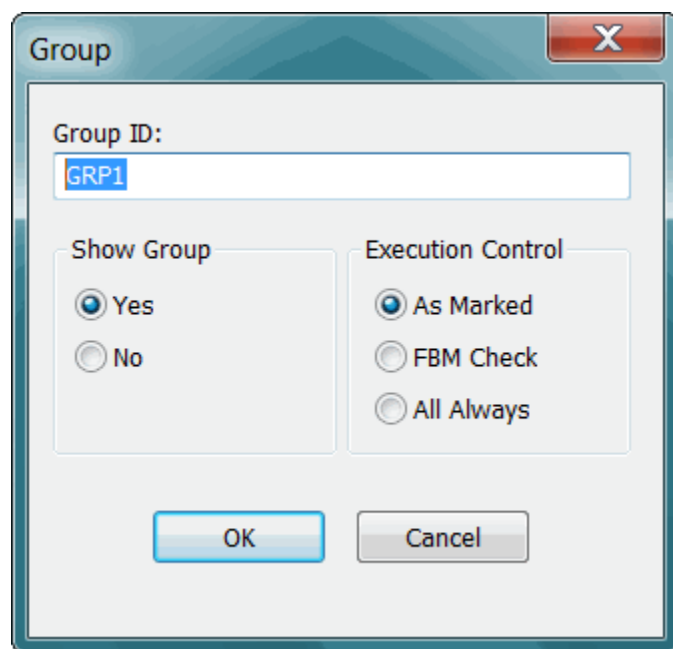 Group
Group ID:
GRP1
Show Group
Yes
No
Execution Control
As Marked
FBM Check
All Always
OK
Cancel